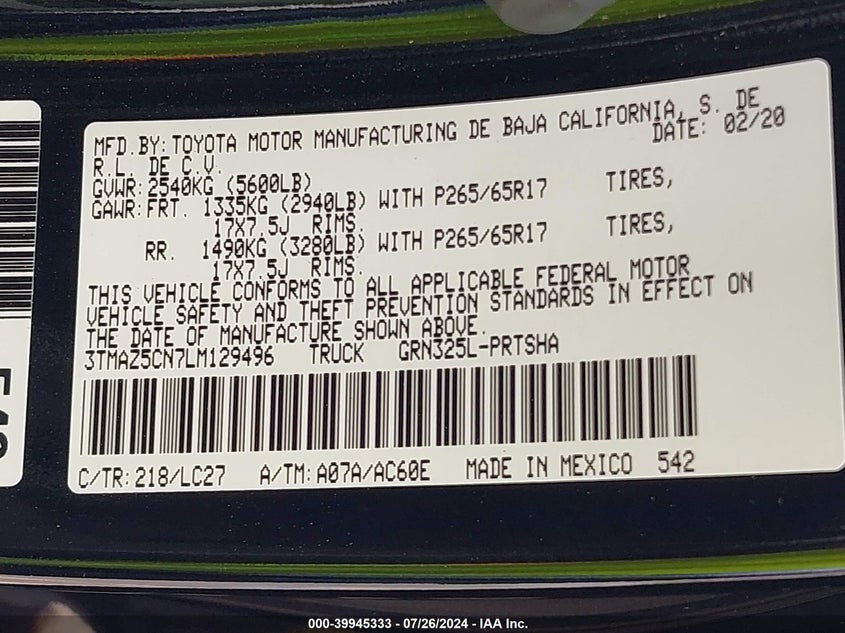 MFD.BY: TOYOTA MOTOR MANUFACTURING DE BAJA CALIFORNIA, S. DE
R.L. DE C.V. DATE: 02/20
GVWR: 2540KG (5600LB)
GAWR: FRT. 1335KG (2940LB) WITH P265/65R17 TIRES,
17X7.5J RIMS.
RR. 1490KG (3280LB) WITH P265/65R17 TIRES,
17X7.5J RIMS.
THIS VEHICLE CONFORMS TO ALL APPLICABLE FEDERAL MOTOR
VEHICLE SAFETY AND THEFT PREVENTION STANDARDS IN EFFECT ON
THE DATE OF MANUFACTURE SHOWN ABOVE.
3TMAZ5CN7LM129496 TRUCK GRN325L-PRTSHA
C/TR: 218/LC27 A/TM: A07A/AC60E MADE IN MEXICO 542
000-39945333 / 07/26/2024 - IAA Inc.